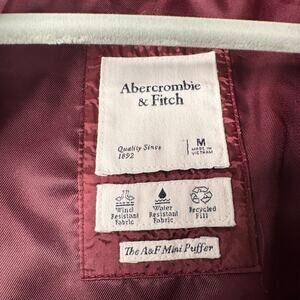 Abercrombie
& Fitch
Quality Since
1892
M
MADE IN
VIETNAM
Wind
Resistant
Fabric
Water
Resistant
Fabric
Recycled
Fill
The A&F Mini Puffer